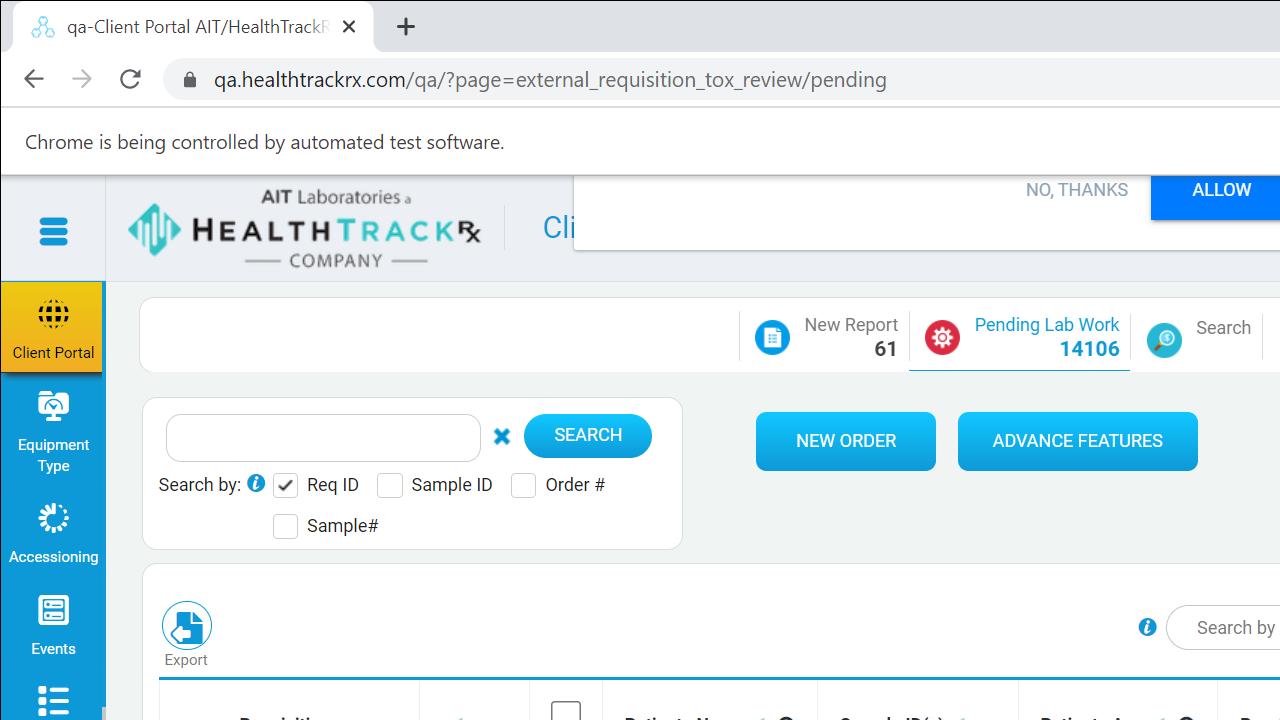 qa-Client Portal AIT/HealthTrackR
qa.healthtrackrx.com/qa/?page=external_requisition_tox_review/pending
Chrome is being controlled by automated test software.
AIT Laboratories a
HEALTHTRACKRx
COMPANY
Cli
NO, THANKS
ALLOW
Client Portal
New Report
61
Pending Lab Work
14106
Search
SEARCH
NEW ORDER
ADVANCE FEATURES
Search by:
Req ID
Sample ID
Order #
Sample#
Equipment
Type
Accessioning
Events
Export
Search by